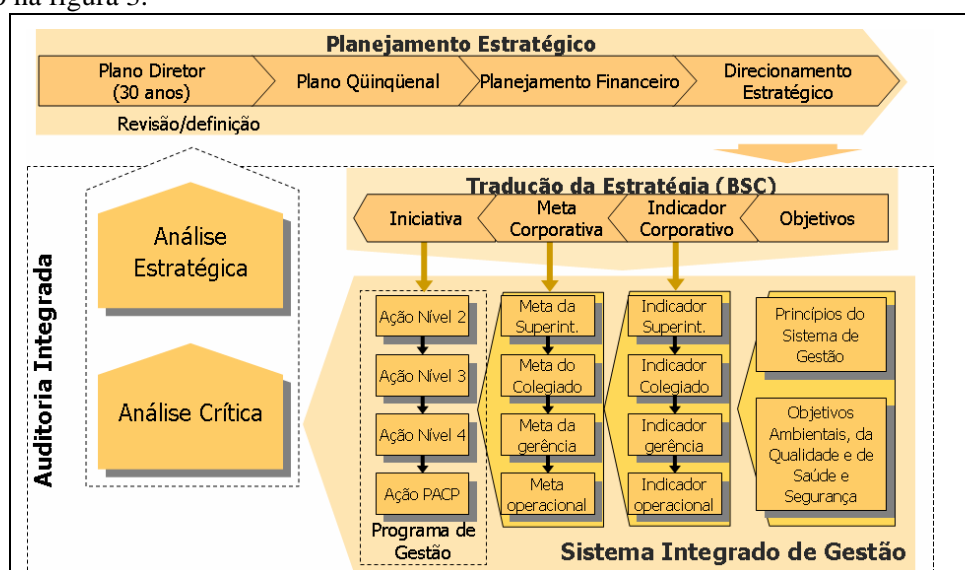 o na figura 3.
Planejamento Estratégico
Plano Diretor
(30 anos)
Plano Qüinqüenal
Planejamento Financeiro
Direcionamento
Estratégico
Revisão/definição
Auditoria Integrada
Análise
Estratégica
Análise Crítica
Tradução da Estratégia (BSC)
Iniciativa
Meta
Corporativa
Indicador
Corporativo
Objetivos
Ação Nível 2
Ação Nível 3
Ação Nível 4
Ação PACP
Programa de
Gestão
Meta da
Superint.
Meta do
Colegiado
Meta da
gerência
Meta
operacional
Indicador
Superint.
Indicador
Colegiado
Indicador
gerência
Indicador
operacional
Princípios do
Sistema de
Gestão
Objetivos
Ambientais, da
Qualidade e de
Saúde e
Segurança
Sistema Integrado de Gestão